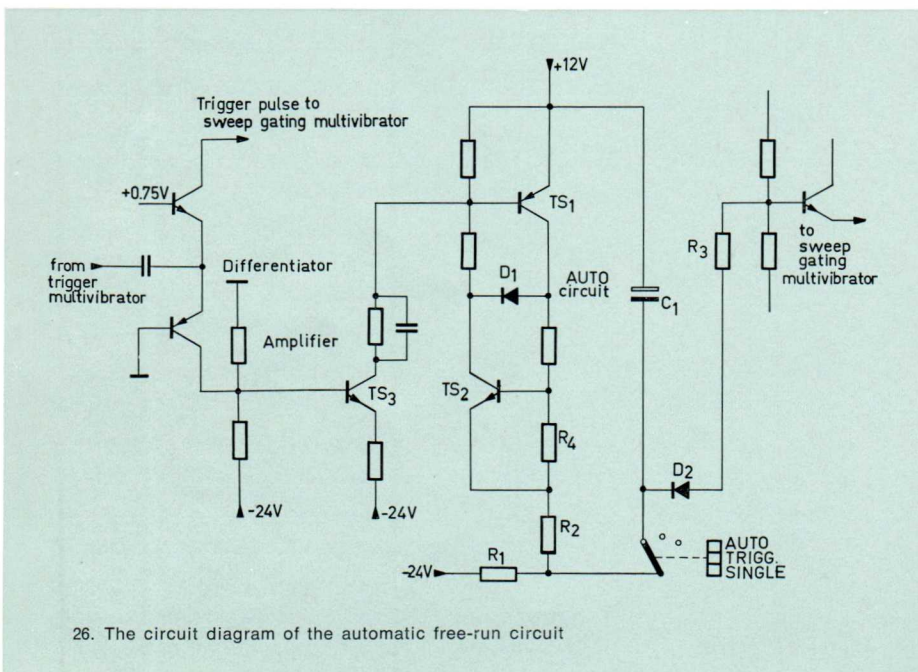 +12V
Trigger pulse to
sweep gating multivibrator
+0.75V
TS1
from
trigger
multivibrator
Differentiator
R3
to
sweep
gating
multivibrator
D1
AUTO
circuit
C1
Amplifier
TS3
TS2
R4
D2
-24V
-24V
R2
R1
-24V
AUTO
TRIGG.
SINGLE
26. The circuit diagram of the automatic free-run circuit